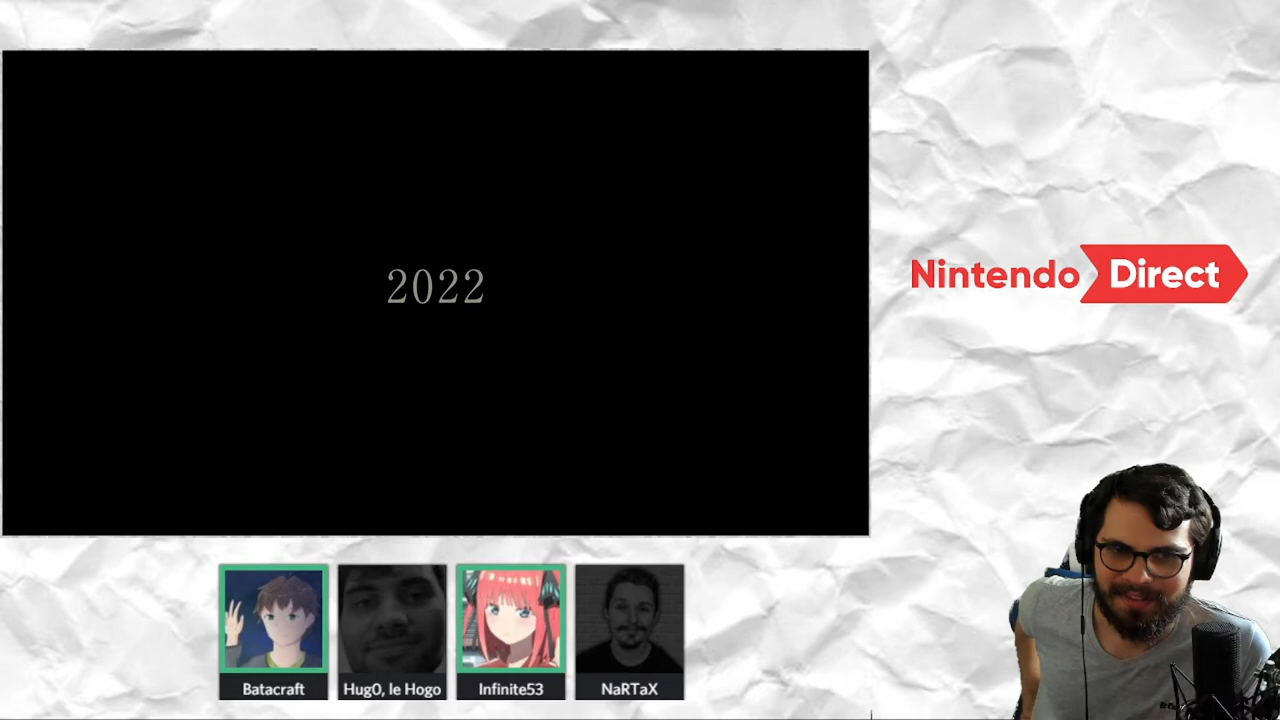 2022
Nintendo Direct
Batacraft
Hug0, le Hogo
Infinite53
NaRTaX